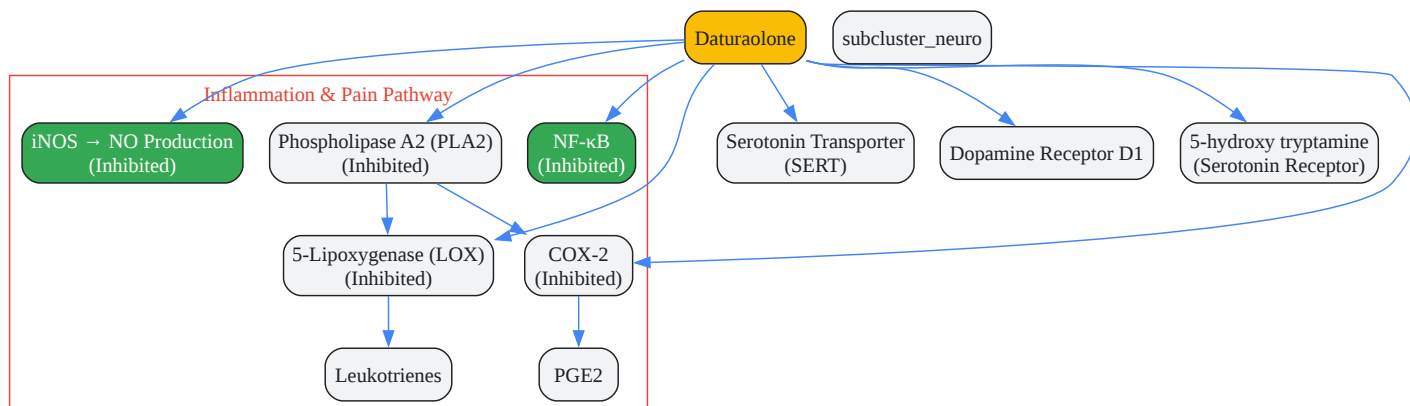 Daturaolone
subcluster_neuro
Inflammation & Pain Pathway
iNOS → NO Production
(Inhibited)
Phospholipase A2 (PLA2)
(Inhibited)
NF-κB
(Inhibited)
Serotonin Transporter
(SERT)
Dopamine Receptor D1
5-hydroxy tryptamine
(Serotonin Receptor)
5-Lipoxygenase (LOX)
(Inhibited)
COX-2
(Inhibited)
Leukotrienes
PGE2